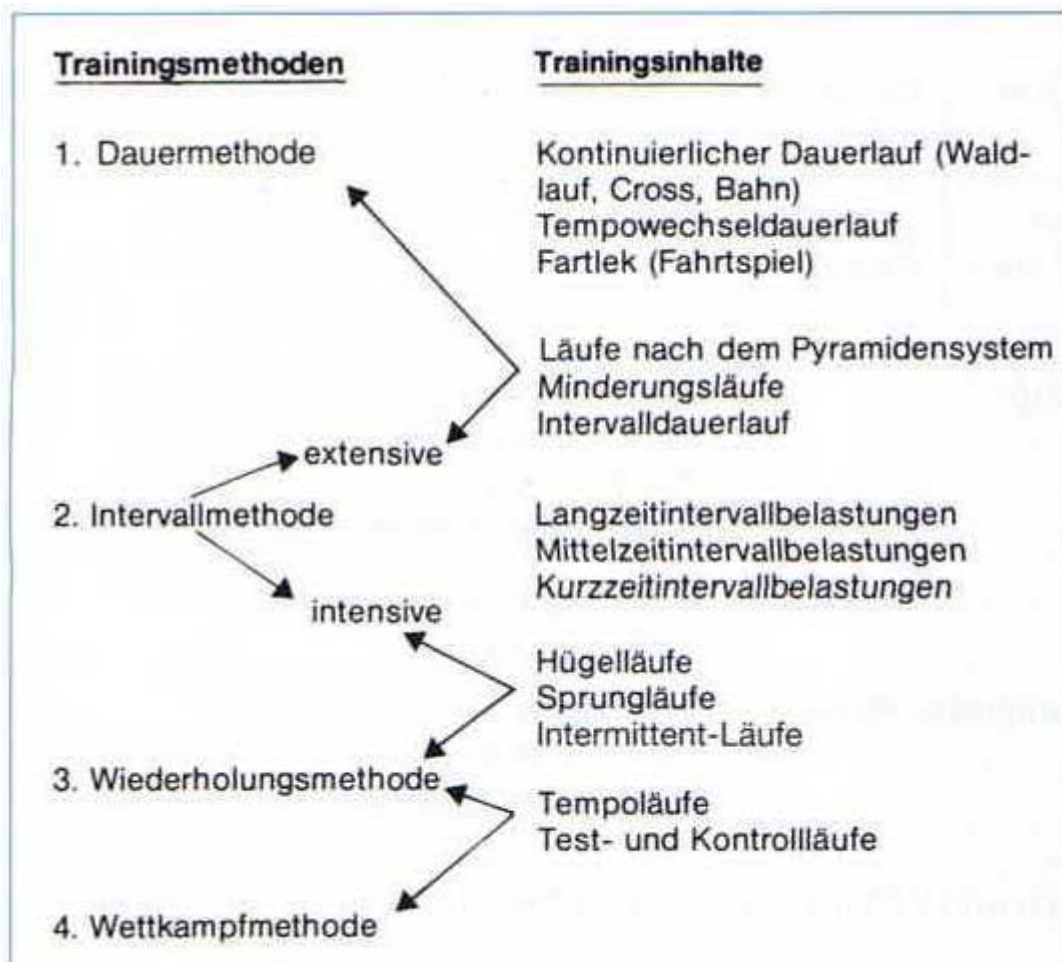 Trainingsmethoden
Trainingsinhalte
1. Dauermethode
Kontinuierlicher Dauerlauf (Wald-
lauf, Cross, Bahn)
Tempowechseldauerlauf
Fartlek (Fahrtspiel)
Läufe nach dem Pyramidensystem
Minderungsläufe
Intervalldauerlauf
extensive
2. Intervallmethode
Langzeitintervallbelastungen
Mittelzeitintervallbelastungen
Kurzzeitintervallbelastungen
intensive
Hügelläufe
Sprungläufe
Intermittent-Läufe
3. Wiederholungsmethode
Tempoläufe
Test- und Kontrollläufe
4. Wettkampfmethode